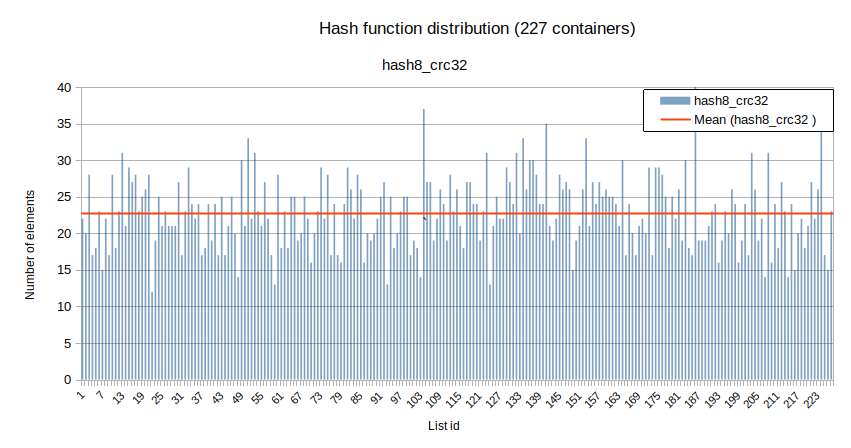 Hash function distribution (227 containers)
hash8_crc32
hash8_crc32
Mean (hash8_crc32 )
Number of elements
40
35
30
25
20
15
10
5
0
1 7 13 19 25 31 37 43 49 55 61 67 73 79 85 91 97 103 109 115 121 127 133 139 145 151 157 163 169 175 181 187 193 199 205 211 217 223
List id